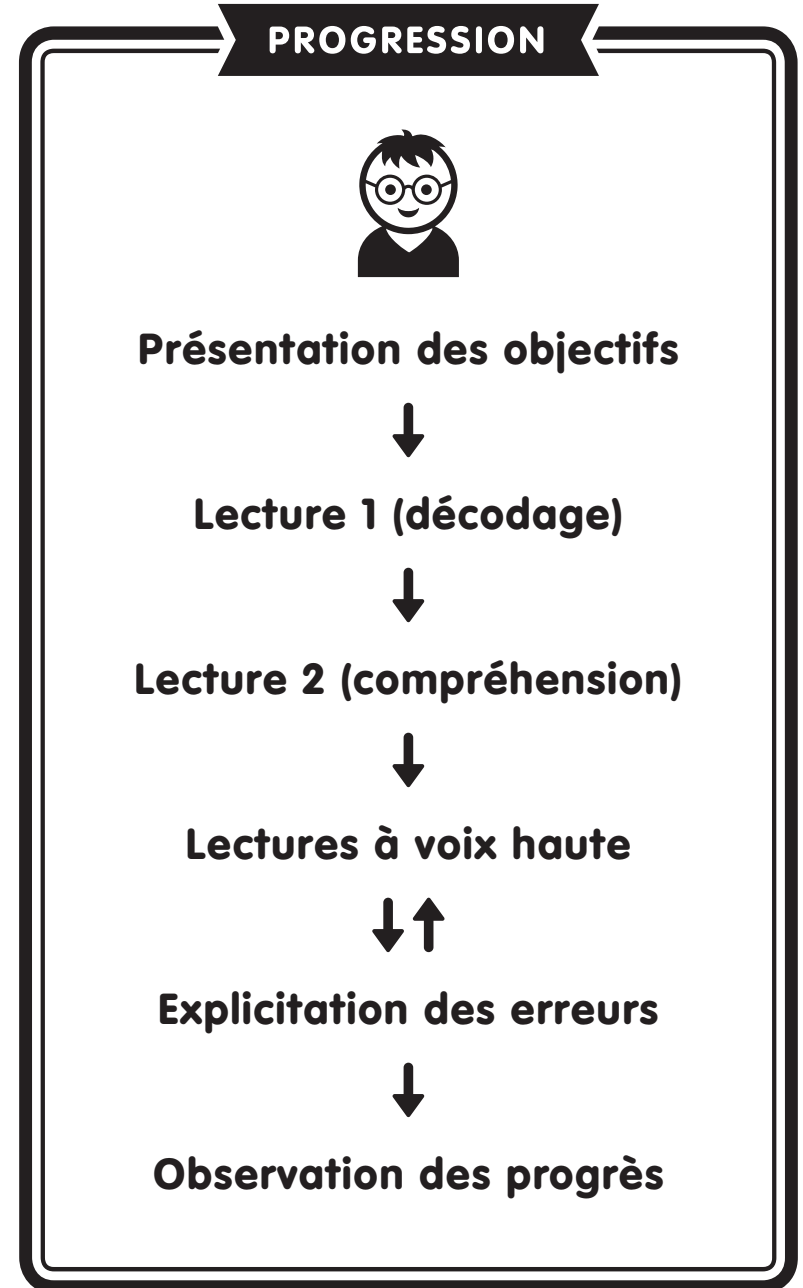 PROGRESSION
Présentation des objectifs
Lecture 1 (décodage)
Lecture 2 (compréhension)
Lectures à voix haute
Explicitation des erreurs
Observation des progrès